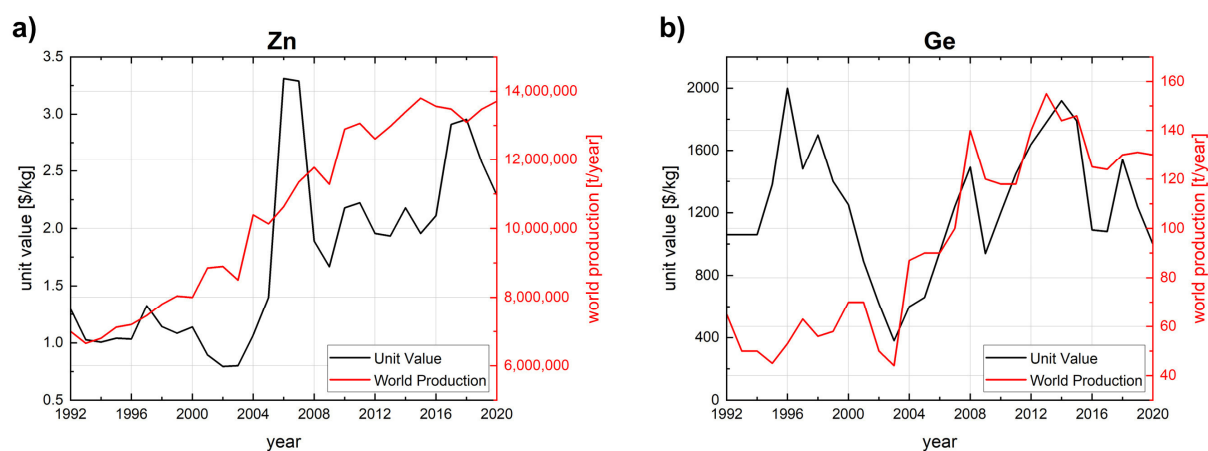 a)
Zn
unit value [$/kg]
3.5
3.0
2.5
2.0
1.5
1.0
0.5
14,000,000
12,000,000
10,000,000
8,000,000
6,000,000
world production [t/year]
Unit Value
World Production
1992 1996 2000 2004 2008 2012 2016 2020
year
b)
Ge
unit value [$/kg]
2000
1600
1200
800
400
0
160
140
120
100
80
60
40
world production [t/year]
Unit Value
World Production
1992 1996 2000 2004 2008 2012 2016 2020
year